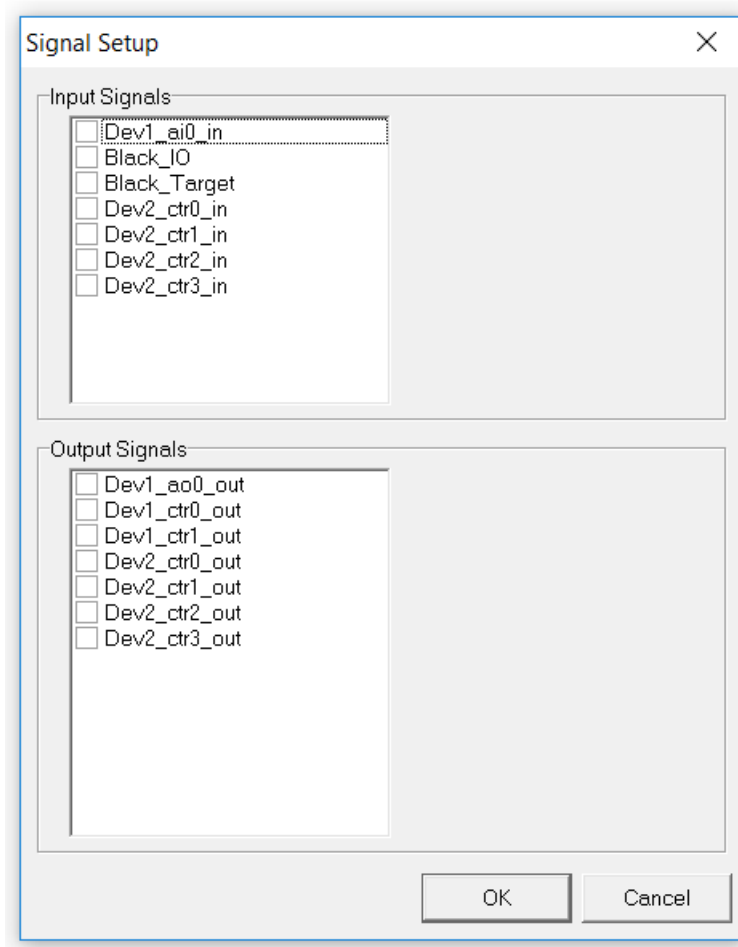 Signal Setup
Input Signals
Dev1_ai0_in
Black_IO
Black_Target
Dev2_ctr0_in
Dev2_ctr1_in
Dev2_ctr2_in
Dev2_ctr3_in
Output Signals
Dev1_ao0_out
Dev1_ctr0_out
Dev1_ctr1_out
Dev2_ctr0_out
Dev2_ctr1_out
Dev2_ctr2_out
Dev2_ctr3_out
OK Cancel